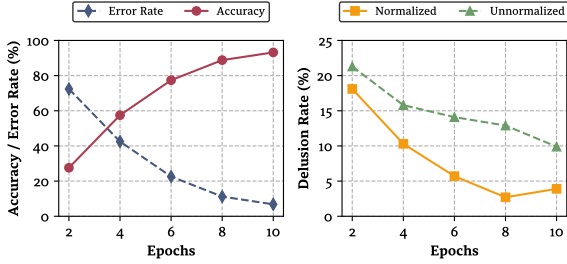 Error Rate Accuracy
Accuracy / Error Rate (%)
100
80
60
40
20
0
2 4 6 8 10
Epochs
Normalized Unnormalized
Delusion Rate (%)
25
20
15
10
5
0
2 4 6 8 10
Epochs